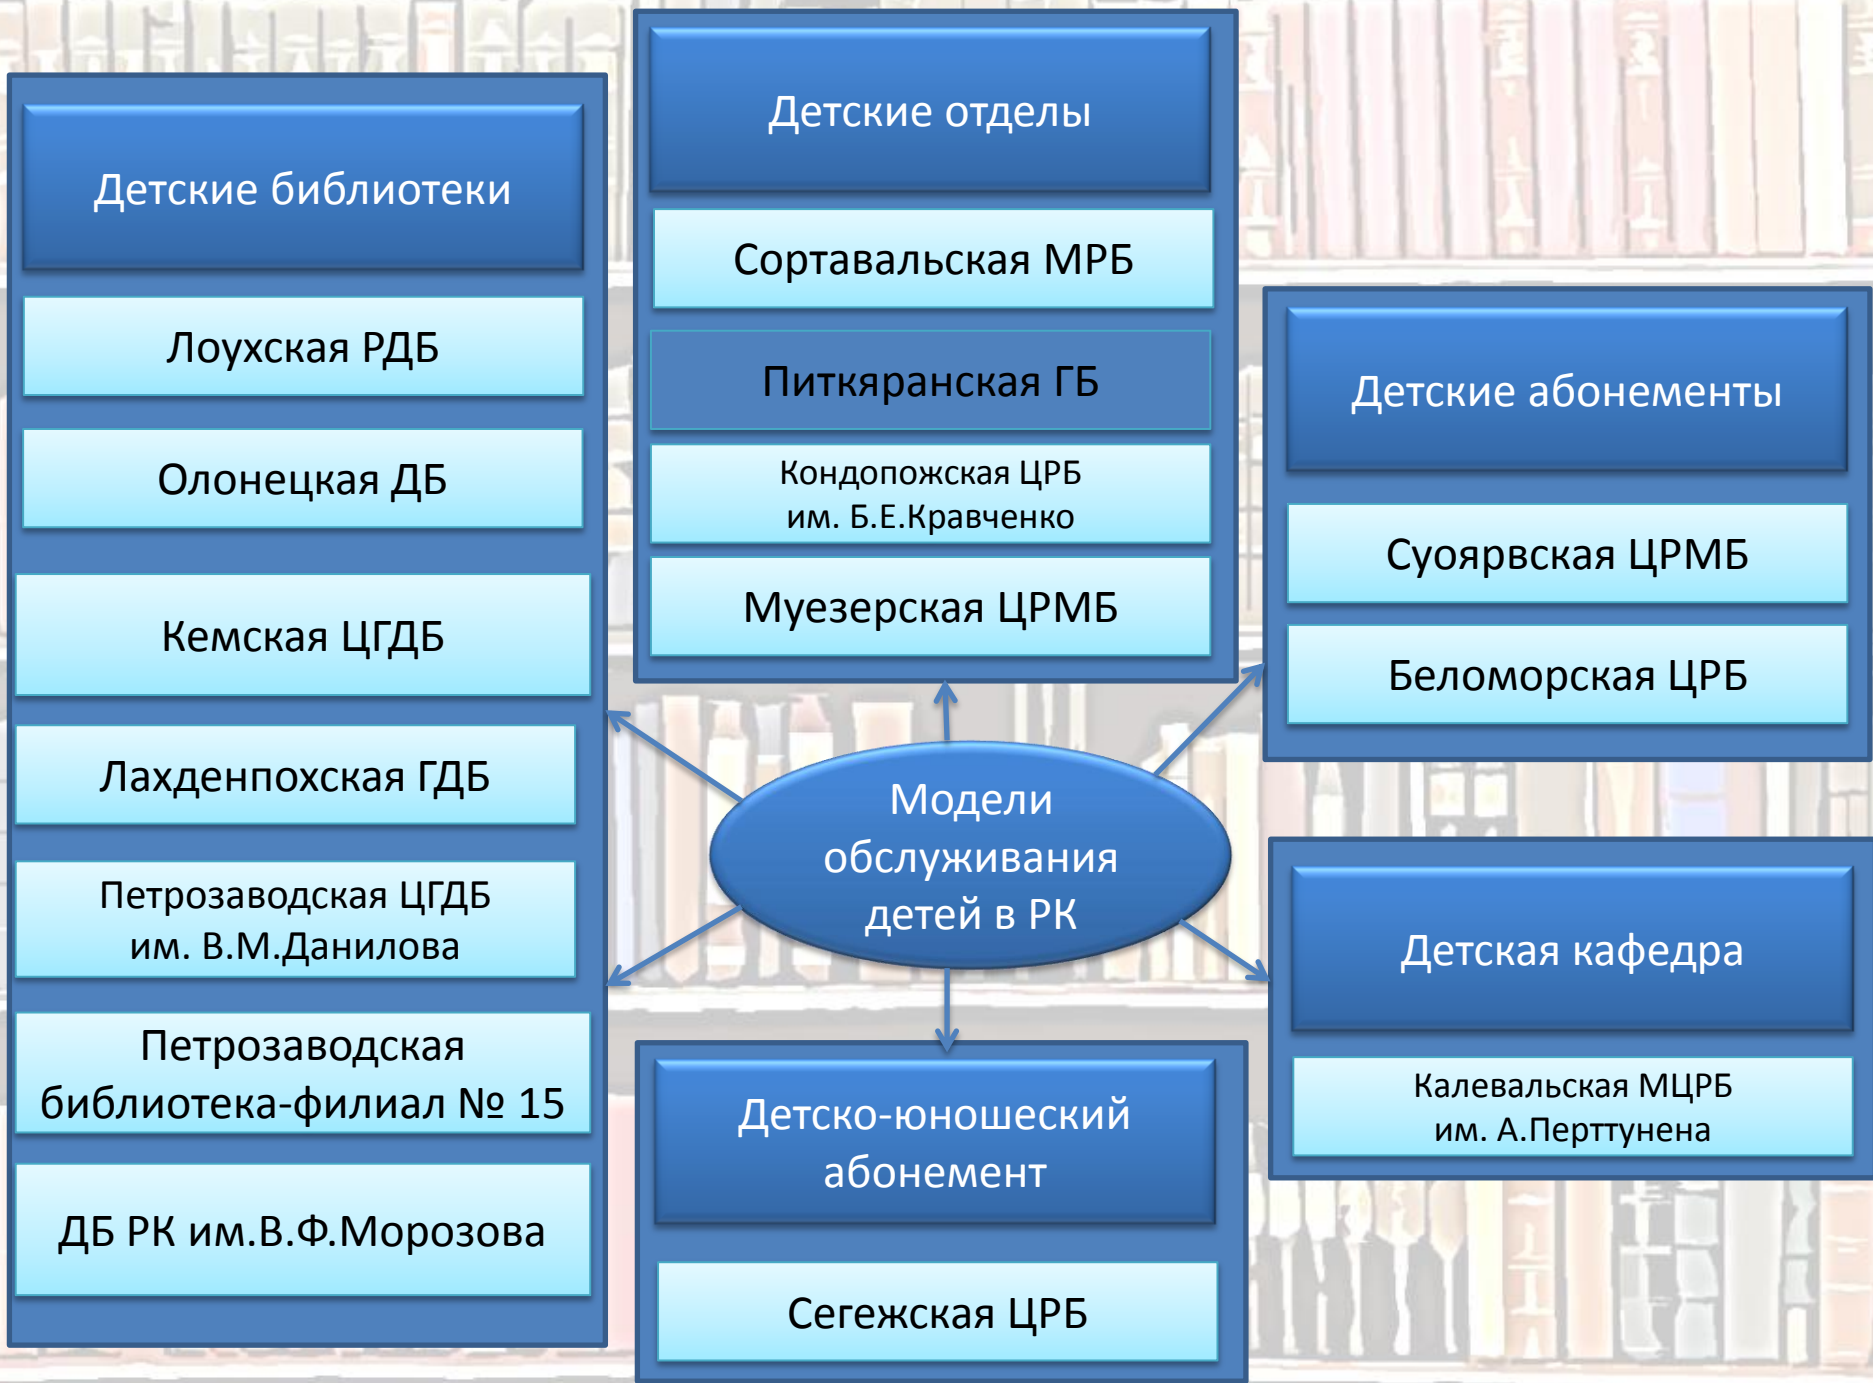 Детские библиотеки
Лоухская РДБ
Олонецкая ДБ
Кемская ЦГДБ
Лахденпохская ГДБ
Петрозаводская ЦГДБ
им. В.М.Данилова
Петрозаводская
библиотека-филиал № 15
ДБ РК им.В.Ф.Морозова
Детские отделы
Сортавальская МРБ
Питкяранская ГБ
Кондопожская ЦРБ
им. Б.Е.Кравченко
Муезерская ЦРМБ
Детские абонементы
Суоярвская ЦРМБ
Беломорская ЦРБ
Модели
обслуживания
детей в РК
Детская кафедра
Калевальская МЦРБ
им. А.Перттунена
Детско-юношеский
абонемент
Сегежская ЦРБ